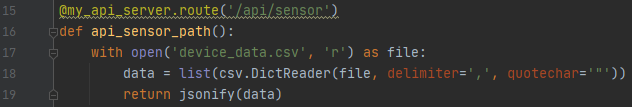 15 @my_api_server.route('/api/sensor')
16 def api_sensor_path():
17     with open('device_data.csv', 'r') as file:
18         data = list(csv.DictReader(file, delimiter=',', quotechar='"'))
19         return jsonify(data)